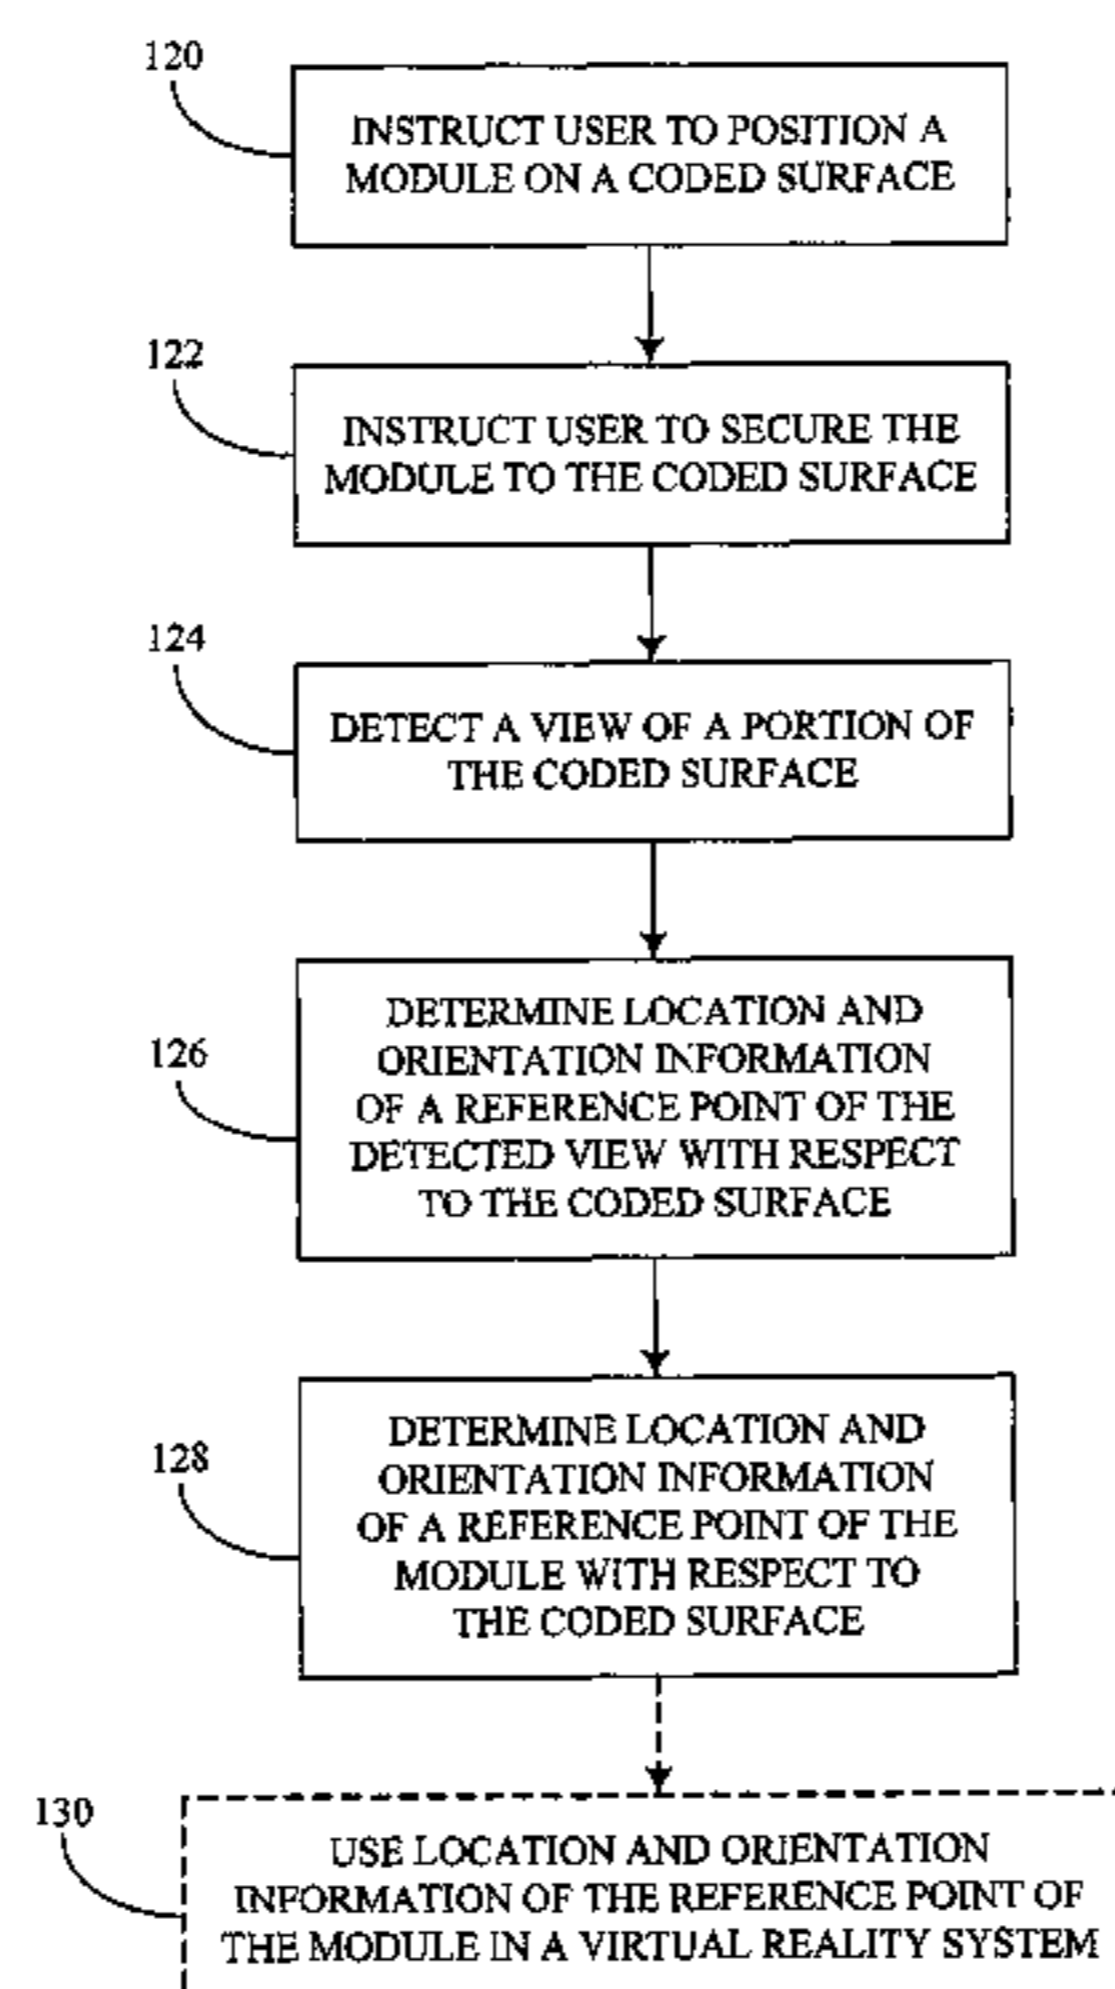 120
INSTRUCT USER TO POSITION A
MODULE ON A CODED SURFACE
122
INSTRUCT USER TO SECURE THE
MODULE TO THE CODED SURFACE
124
DETECT A VIEW OF A PORTION OF
THE CODED SURFACE
126
DETERMINE LOCATION AND
ORIENTATION INFORMATION
OF A REFERENCE POINT OF THE
DETECTED VIEW WITH RESPECT
TO THE CODED SURFACE
128
DETERMINE LOCATION AND
ORIENTATION INFORMATION
OF A REFERENCE POINT OF THE
MODULE WITH RESPECT TO
THE CODED SURFACE
130
USE LOCATION AND ORIENTATION
INFORMATION OF THE REFERENCE POINT OF
THE MODULE IN A VIRTUAL REALITY SYSTEM